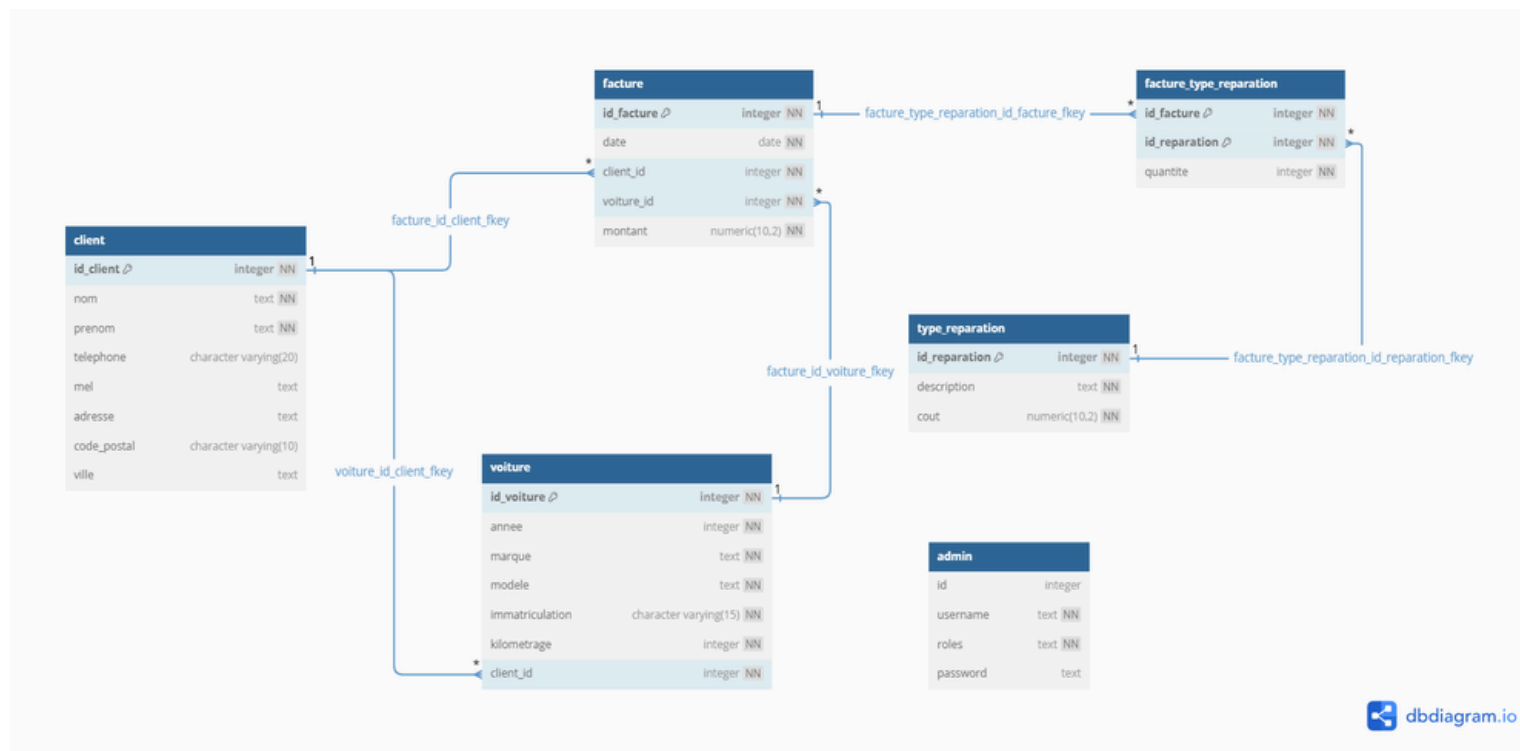 facture
id_facture integer NN
date date NN
client_id integer NN
voiture_id integer NN
montant numeric(10,2) NN
1
*
*
facture_type_reparation_id_facture_fkey
*
facture_type_reparation
id_facture integer NN
id_reparation integer NN
quantite integer NN
*
facture_id_client_fkey
client
id_client integer NN
nom text NN
prenom text NN
telephone character varying(20)
mel text
adresse text
code_postal character varying(10)
ville text
1
facture_id_voiture_fkey
type_reparation
id_reparation integer NN
description text NN
cout numeric(10,2) NN
1
facture_type_reparation_id_reparation_fkey
voiture_id_client_fkey
voiture
id_voiture integer NN
annee integer NN
marque text NN
modele text NN
immatriculation character varying(15) NN
kilometrage integer NN
client_id integer NN
1
*
admin
id integer
username text NN
roles text NN
password text
dbdiagram.io